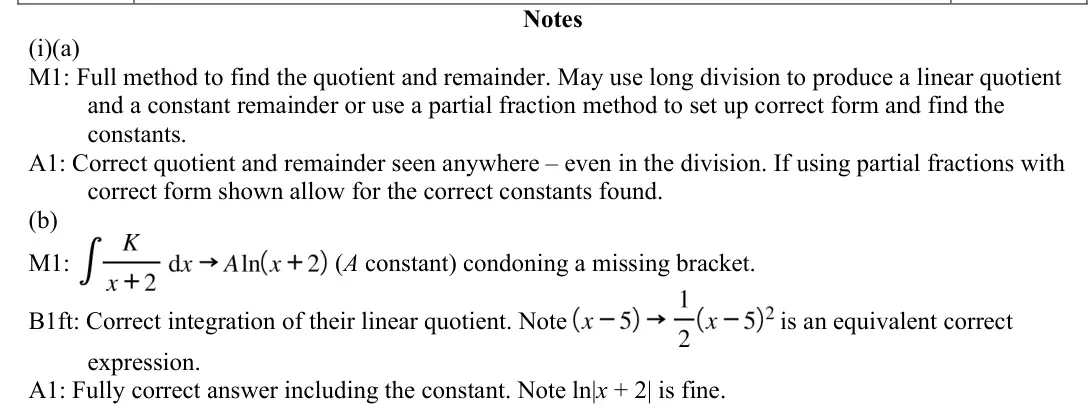 Notes
(i)(a)
M1: Full method to find the quotient and remainder. May use long division to produce a linear quotient
and a constant remainder or use a partial fraction method to set up correct form and find the
constants.
A1: Correct quotient and remainder seen anywhere – even in the division. If using partial fractions with
correct form shown allow for the correct constants found.
(b)
M1: ∫ K/(x+2) dx → A ln(x+2) (A constant) condoning a missing bracket.
B1ft: Correct integration of their linear quotient. Note (x−5) → 1/2 (x−5)² is an equivalent correct
expression.
A1: Fully correct answer including the constant. Note ln|x + 2| is fine.